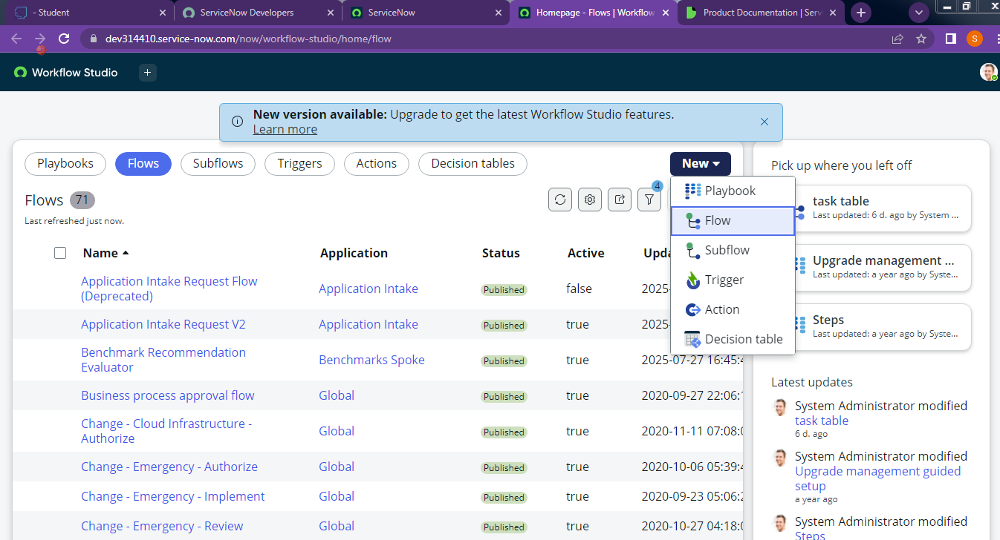 - Student
ServiceNow Developers
ServiceNow
Homepage - Flows | Workflow
Product Documentation | Serv
dev314410.service-now.com/now/workflow-studio/home/flow
S
Workflow Studio
New version available: Upgrade to get the latest Workflow Studio features.
Learn more
Playbooks
Flows
Subflows
Triggers
Actions
Decision tables
New
Flows 71
Last refreshed just now.
4
Playbook
Flow
Subflow
Trigger
Action
Decision table
Name Application Status Active Upda
Application Intake Request Flow
(Deprecated)
Application Intake Published false 2025-
Application Intake Request V2 Application Intake Published true 2025-
Benchmark Recommendation
Evaluator
Benchmarks Spoke Published true 2025-07-27 16:45:4
Business process approval flow Global Published true 2020-09-27 22:06:1
Change - Cloud Infrastructure -
Authorize
Global Published true 2020-11-11 07:08:0
Change - Emergency - Authorize Global Published true 2020-10-06 05:39:4
Change - Emergency - Implement Global Published true 2020-09-23 05:06:2
Change - Emergency - Review Global Published true 2020-10-27 04:18:0
Pick up where you left off
task table
Last updated: 6 d. ago by System ...
Upgrade management ...
Last updated: a year ago by Syste...
Steps
Last updated: a year ago by Syste...
Latest updates
System Administrator modified
task table
6 d. ago
System Administrator modified
Upgrade management guided
setup
a year ago
System Administrator modified
Steps